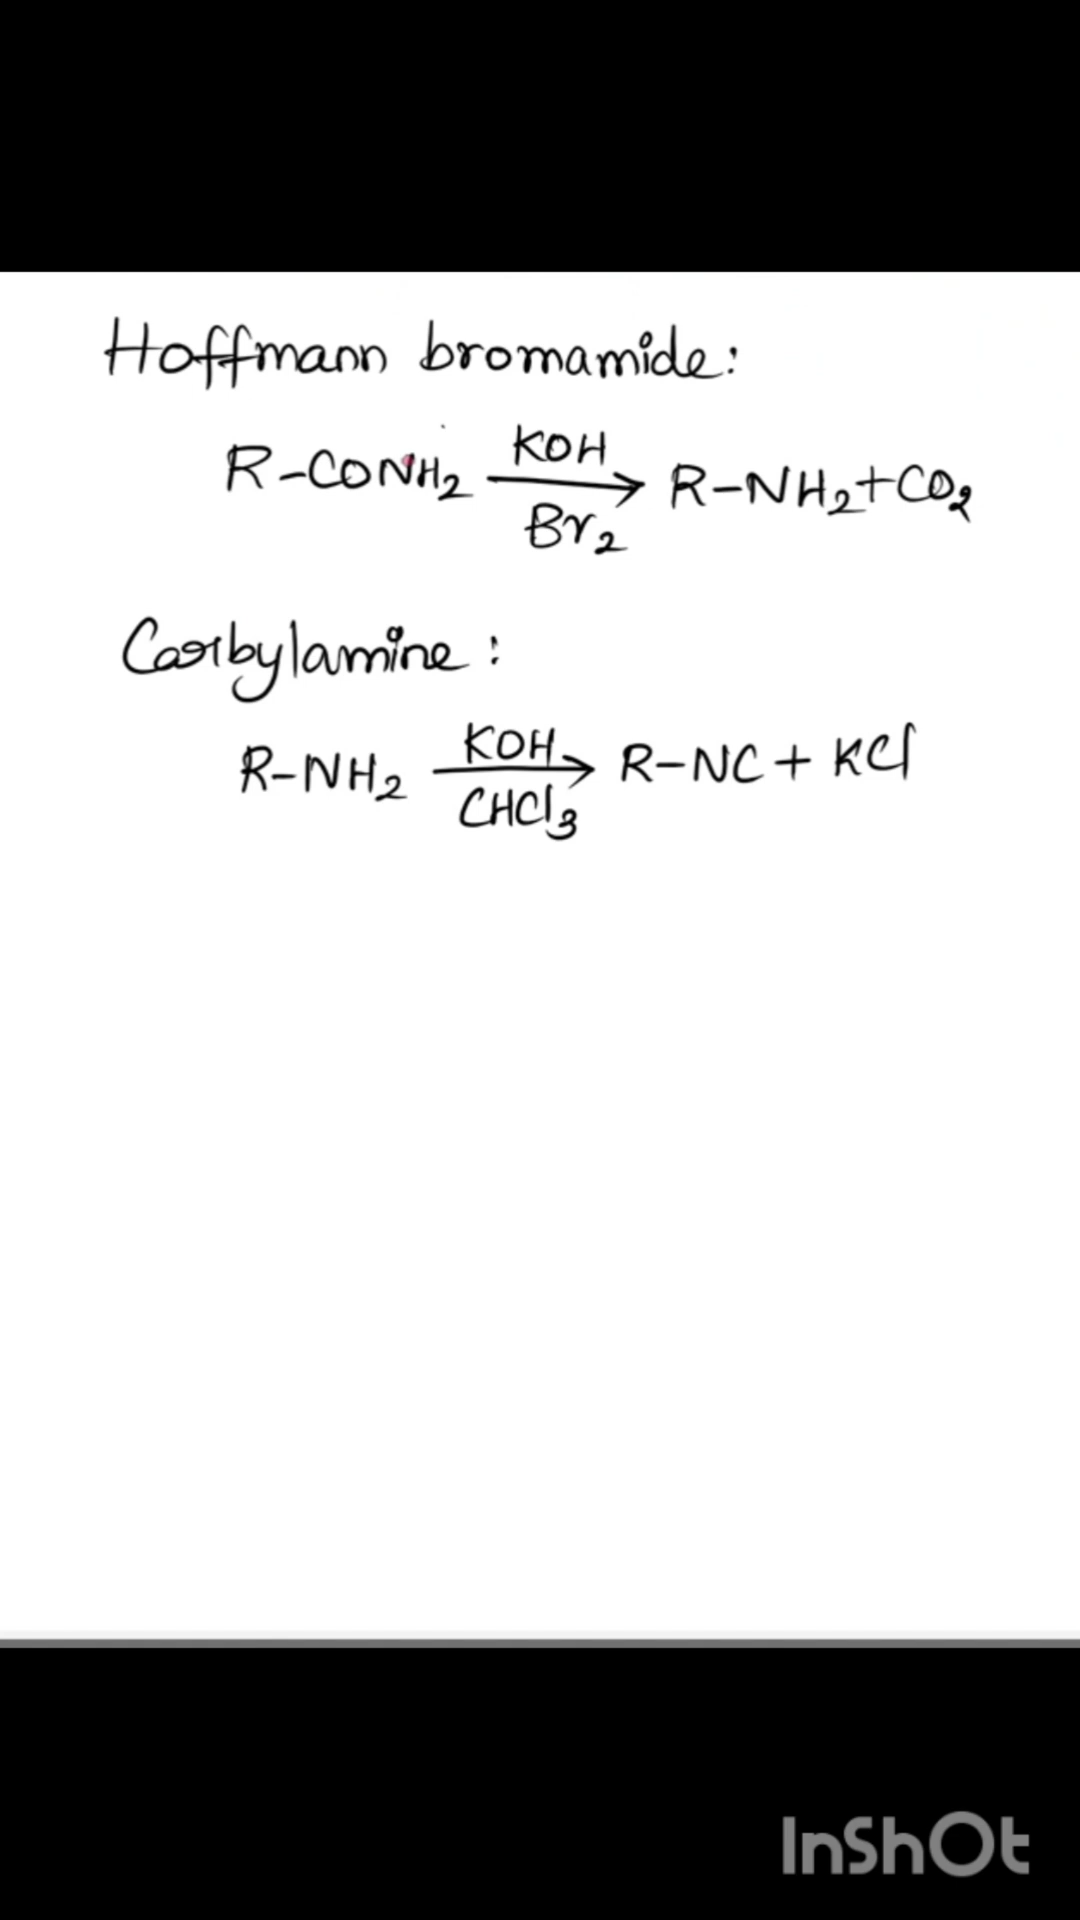 Hoffmann bromamide:
R-CONH₂ KOH Br₂ → R-NH₂+CO₂
Carbylamine:
R-NH₂ KOH CHCl₃ → R-NC + KCl
InShOt